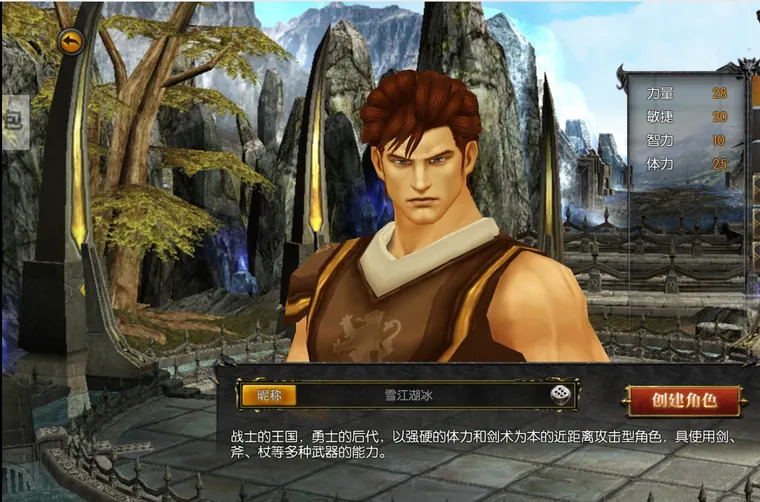 包
力量 28
敏捷 20
智力 10
体力 25
昵称 雪江湖冰
创建角色
战士的王国，勇士的后代，以强硬的体力和剑术为本的近距离攻击型角色，具使用剑、
斧、杖等多种武器的能力。